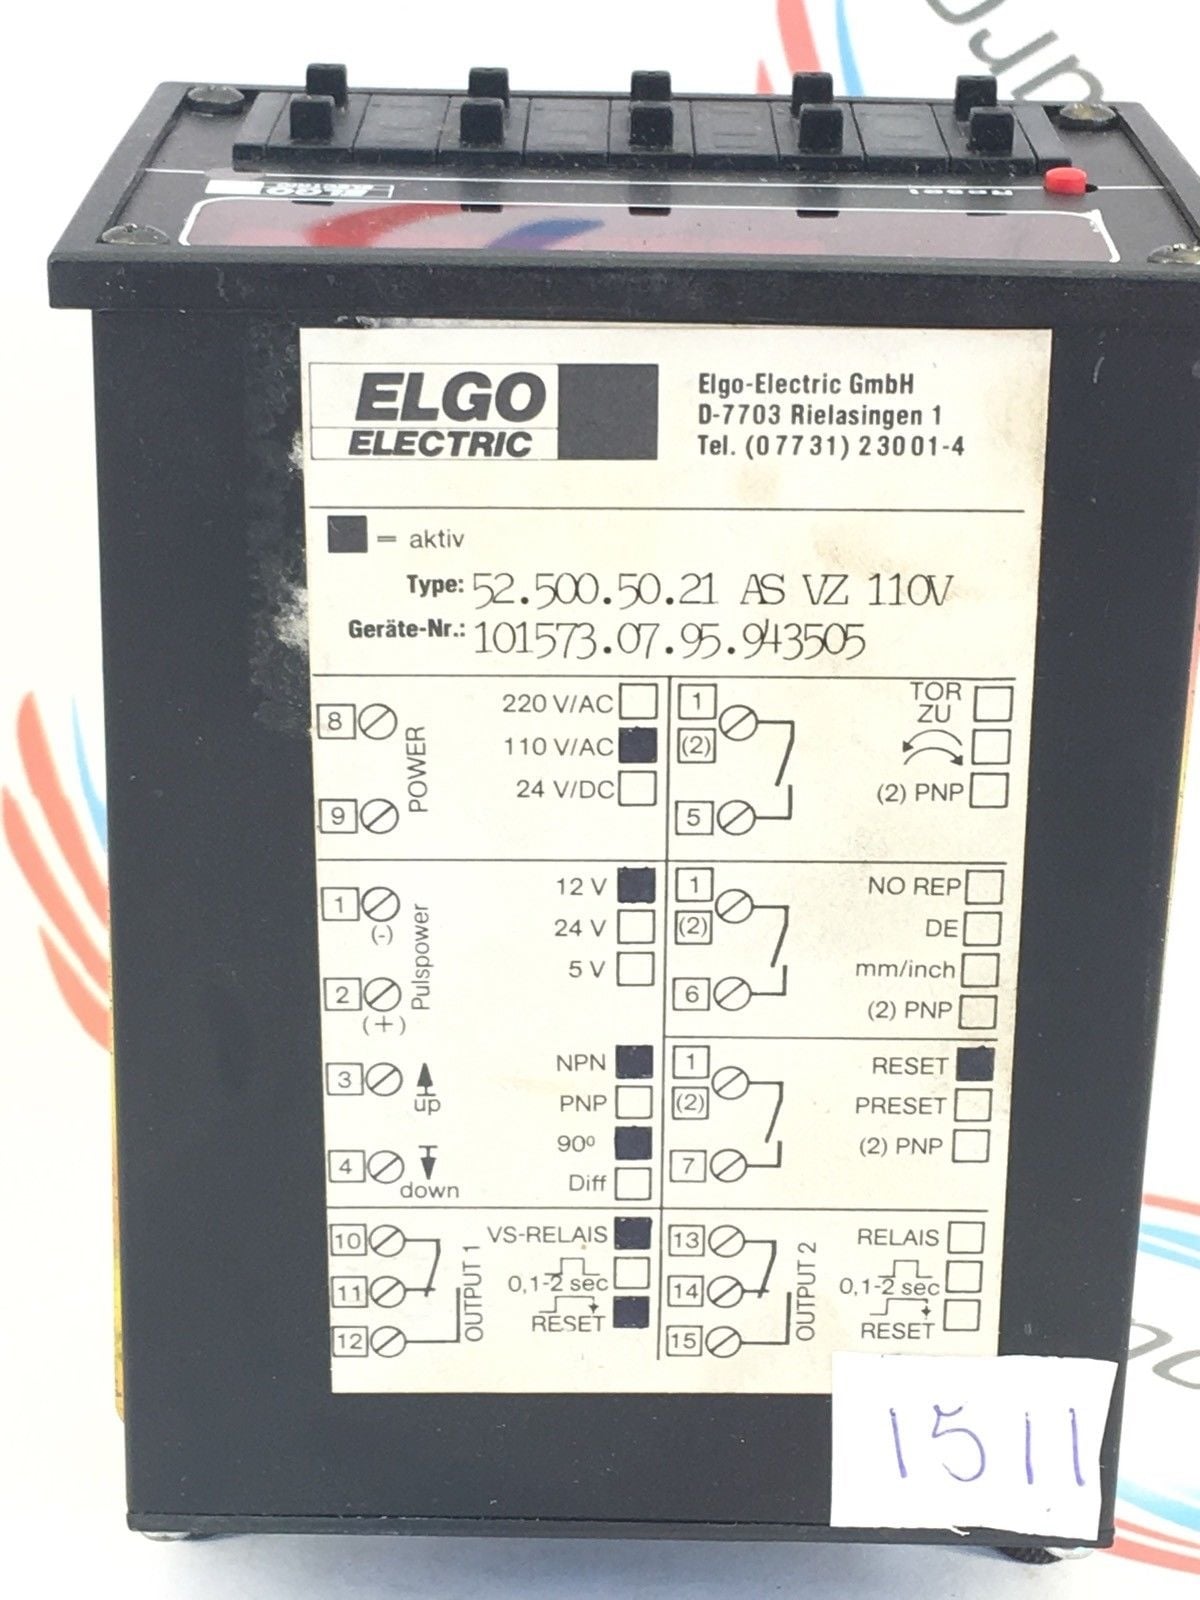 ELGO
ELECTRIC
RESET
ELGO
ELECTRIC
Elgo-Electric GmbH
D-7703 Rielasingen 1
Tel. (07731) 23001-4
= aktiv
Type: 52.500.50.21 AS VZ 110V
Geräte-Nr.: 101573.07.95.943505
8
9
POWER
220 V/AC
110 V/AC
24 V/DC
1
(2)
5
TOR
ZU
(2) PNP
1
(-)
2
(+)
Pulspower
12 V
24 V
5 V
1
(2)
6
NO REP
DE
mm/inch
(2) PNP
3
up
4
down
NPN
PNP
90°
Diff
1
(2)
7
RESET
PRESET
(2) PNP
10
11
12
OUTPUT 1
VS-RELAIS
0,1-2 sec
RESET
13
14
15
OUTPUT 2
RELAIS
0,1-2 sec
RESET
1511